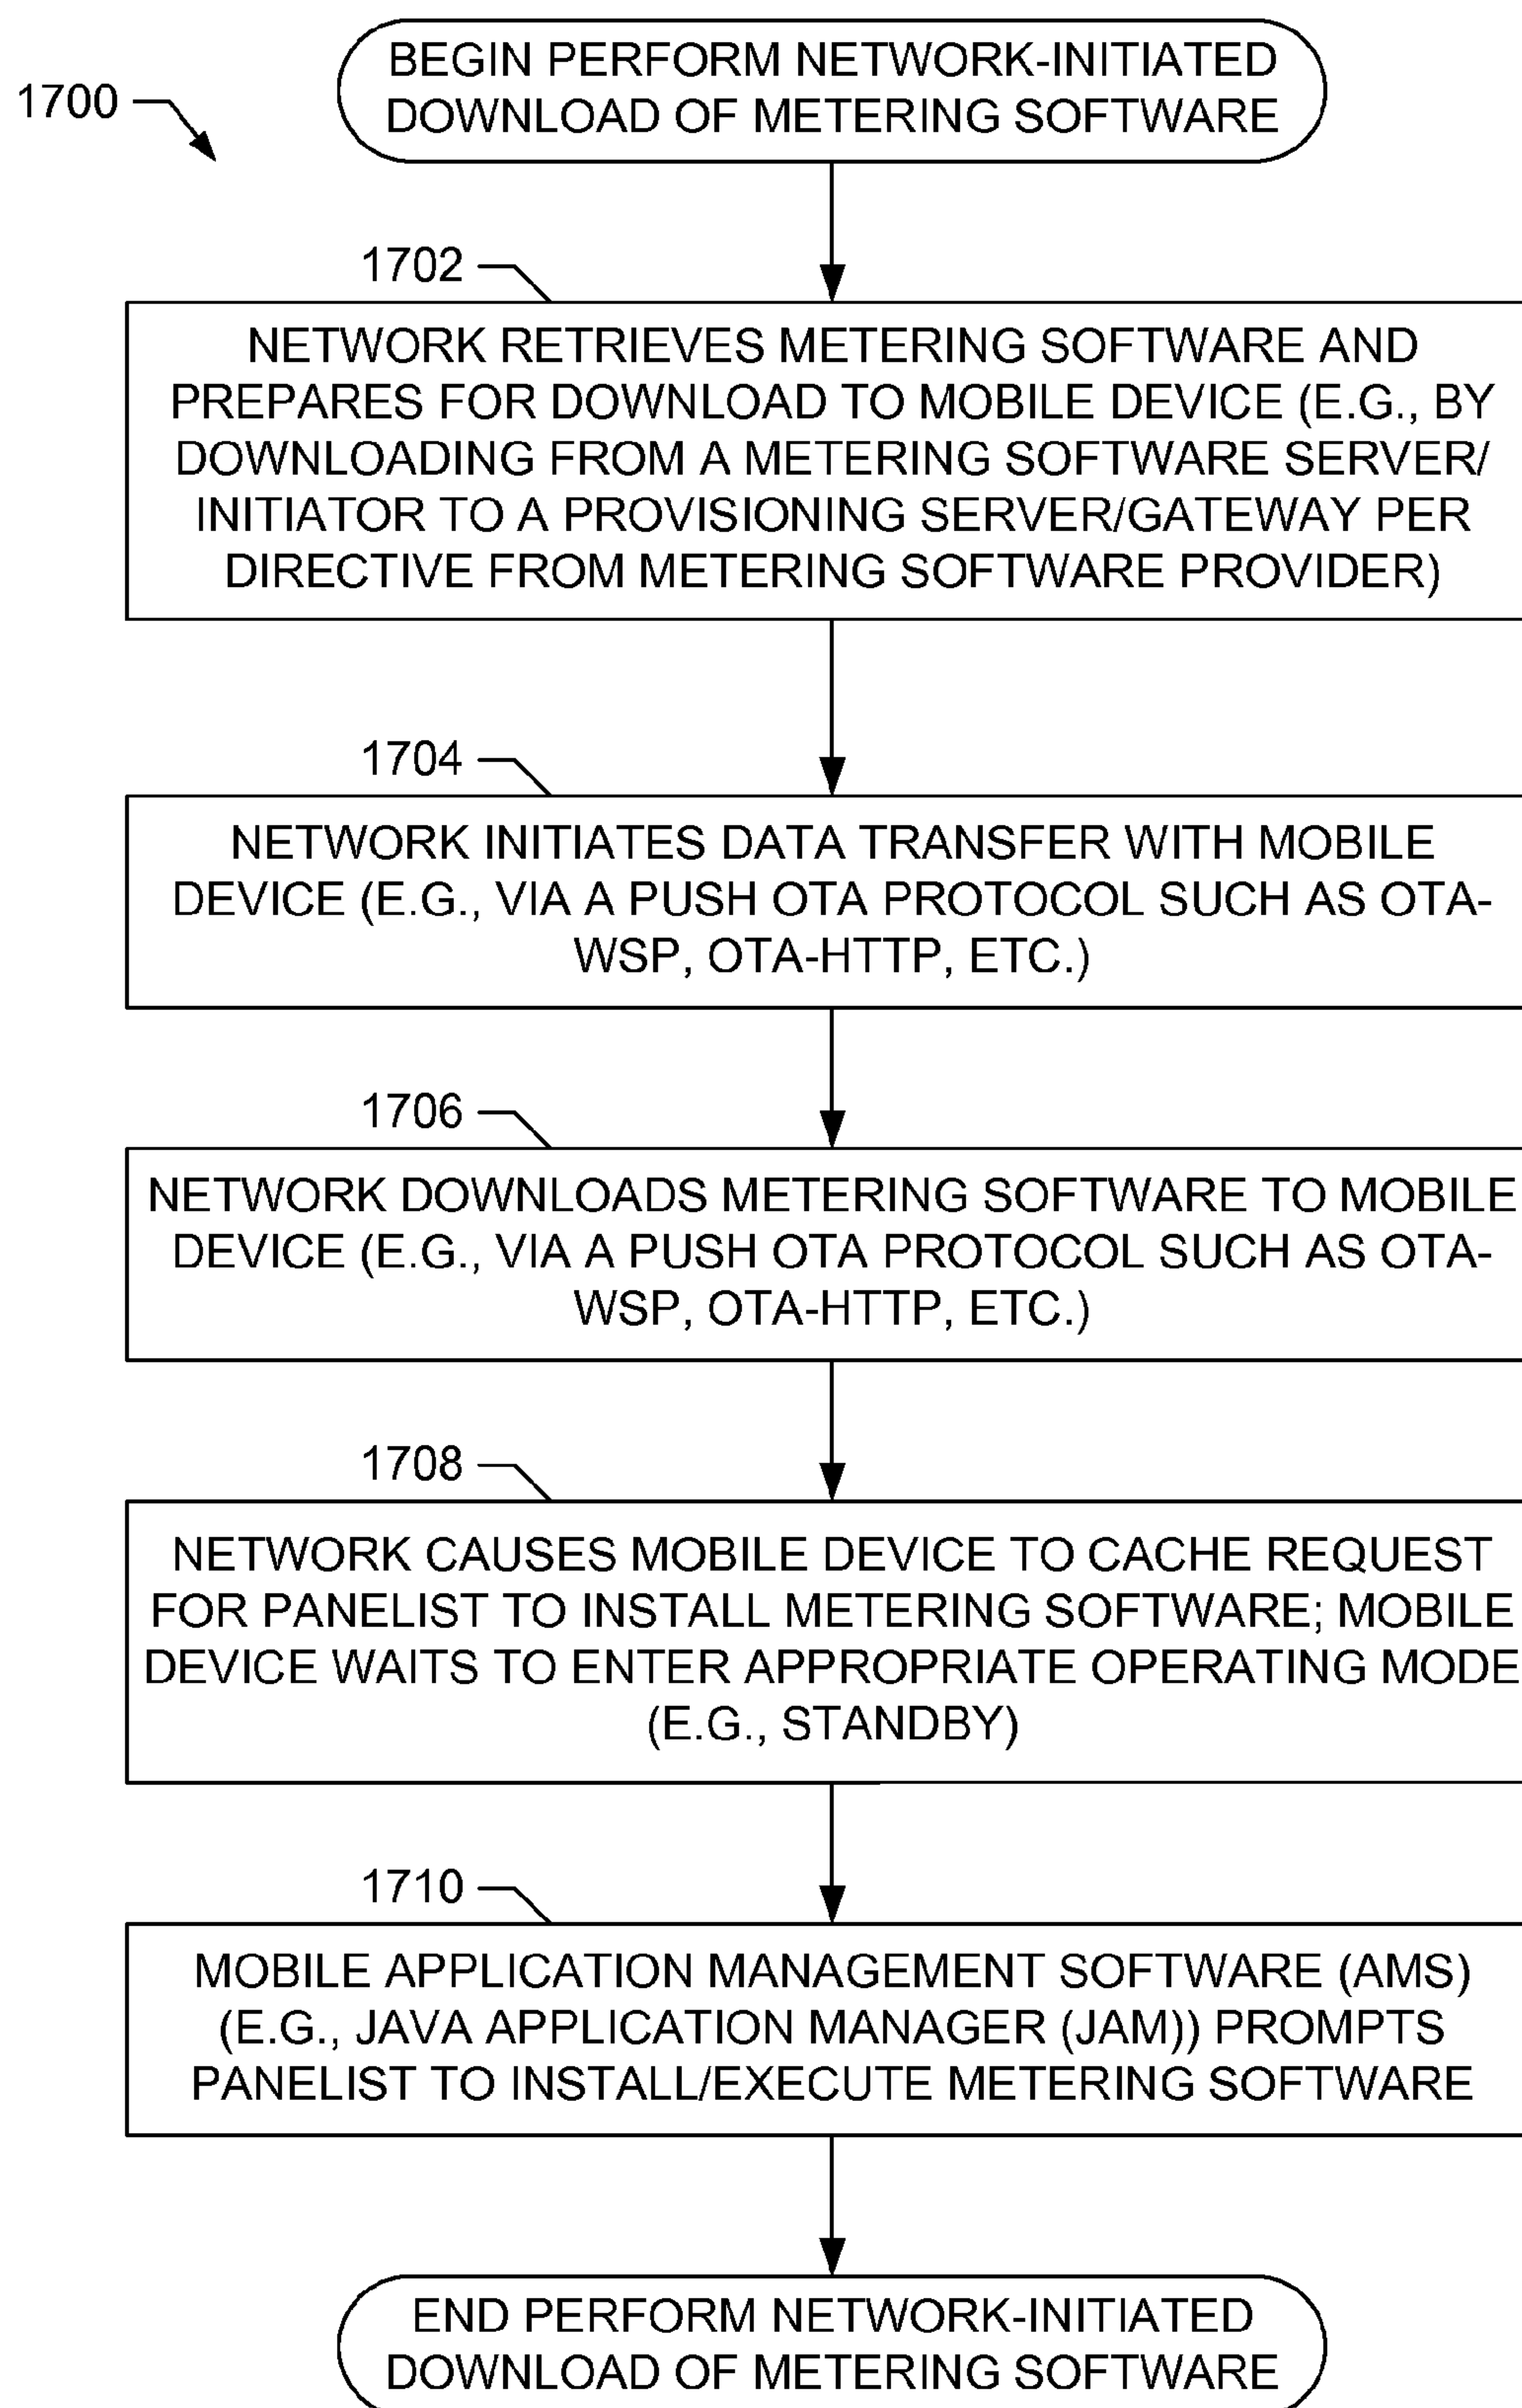 BEGIN PERFORM NETWORK-INITIATED
DOWNLOAD OF METERING SOFTWARE
1700
1702
NETWORK RETRIEVES METERING SOFTWARE AND
PREPARES FOR DOWNLOAD TO MOBILE DEVICE (E.G., BY
DOWNLOADING FROM A METERING SOFTWARE SERVER/
INITIATOR TO A PROVISIONING SERVER/GATEWAY PER
DIRECTIVE FROM METERING SOFTWARE PROVIDER)
1704
NETWORK INITIATES DATA TRANSFER WITH MOBILE
DEVICE (E.G., VIA A PUSH OTA PROTOCOL SUCH AS OTA-
WSP, OTA-HTTP, ETC.)
1706
NETWORK DOWNLOADS METERING SOFTWARE TO MOBILE
DEVICE (E.G., VIA A PUSH OTA PROTOCOL SUCH AS OTA-
WSP, OTA-HTTP, ETC.)
1708
NETWORK CAUSES MOBILE DEVICE TO CACHE REQUEST
FOR PANELIST TO INSTALL METERING SOFTWARE; MOBILE
DEVICE WAITS TO ENTER APPROPRIATE OPERATING MODE
(E.G., STANDBY)
1710
MOBILE APPLICATION MANAGEMENT SOFTWARE (AMS)
(E.G., JAVA APPLICATION MANAGER (JAM)) PROMPTS
PANELIST TO INSTALL/EXECUTE METERING SOFTWARE
END PERFORM NETWORK-INITIATED
DOWNLOAD OF METERING SOFTWARE